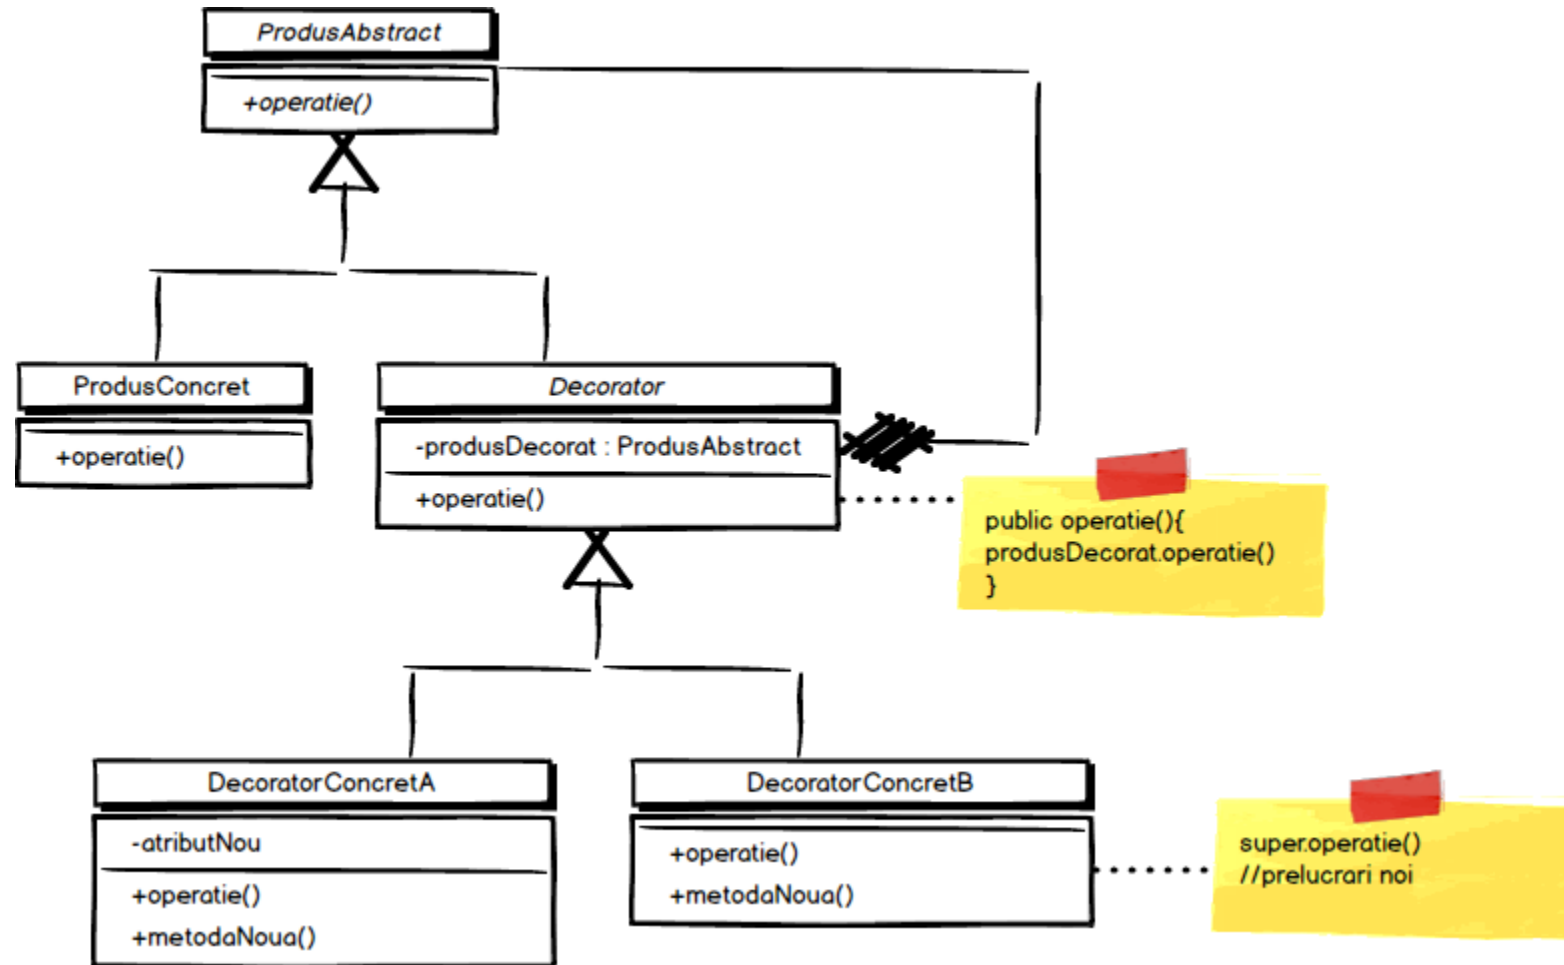 ProdusAbstract
+operatie()
ProdusConcret
+operatie()
Decorator
-produsDecorat : ProdusAbstract
+operatie()
public operatie(){
produsDecorat.operatie()
}
DecoratorConcretA
-atributNou
+operatie()
+metodaNoua()
DecoratorConcretB
+operatie()
+metodaNoua()
super.operatie()
//prelucrari noi